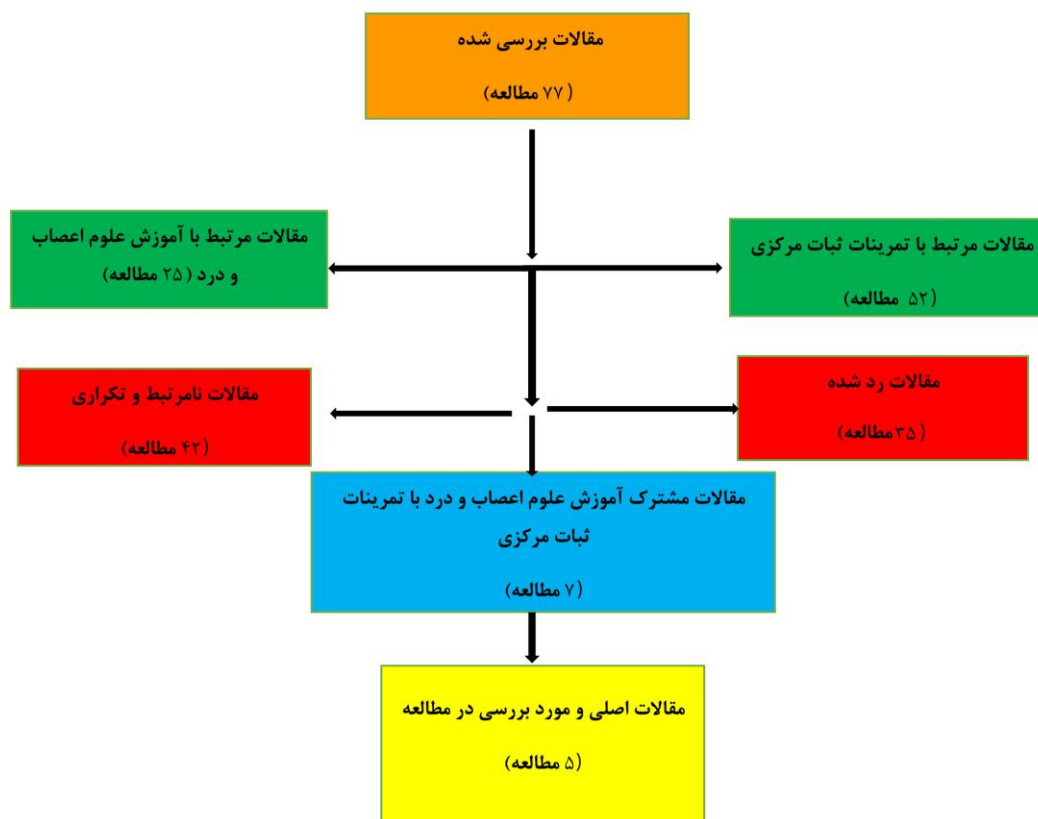 مقالات بررسی شده
(۷۷ مطالعه)
مقالات مرتبط با تمرینات ثبات مرکزی
(۵۲ مطالعه)
مقالات مرتبط با آموزش علوم اعصاب
و درد (۲۵ مطالعه)
مقالات رد شده
(۳۵مطالعه)
مقالات نامرتبط و تکراری
(۴۲ مطالعه)
مقالات مشترک آموزش علوم اعصاب و درد با تمرینات
ثبات مرکزی
(۷ مطالعه)
مقالات اصلی و مورد بررسی در مطالعه
(۵ مطالعه)